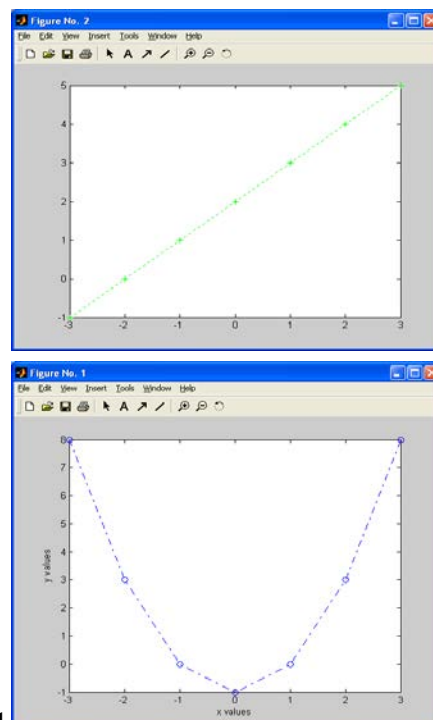 Figure No. 2
File Edit View Insert Tools Window Help
A
5
4
3
2
1
0
-1
-3 -2 -1 0 1 2 3
Figure No. 1
File Edit View Insert Tools Window Help
A
8
7
6
5
4
3
2
1
0
-1
y values
-3 -2 -1 0 1 2 3
x values